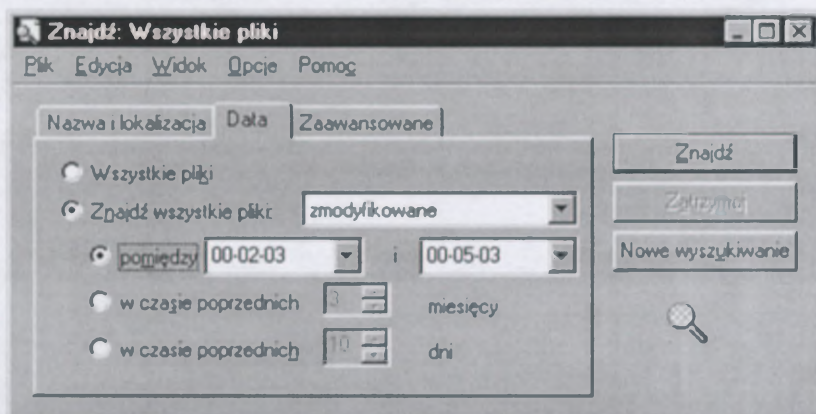 Znajdź: Wszystkie pliki
Plik Edycja Widok Opcje Pomoc
Nazwa i lokalizacja Data Zaawansowane
Znajdź
Wszystkie pliki
Zatrzymaj
Znajdź wszystkie pliki: zmodyfikowane
Nowe wyszukiwanie
pomiędzy 00-02-03 i 00-05-03
w czasie poprzednich 3 miesięcy
w czasie poprzednich 10 dni